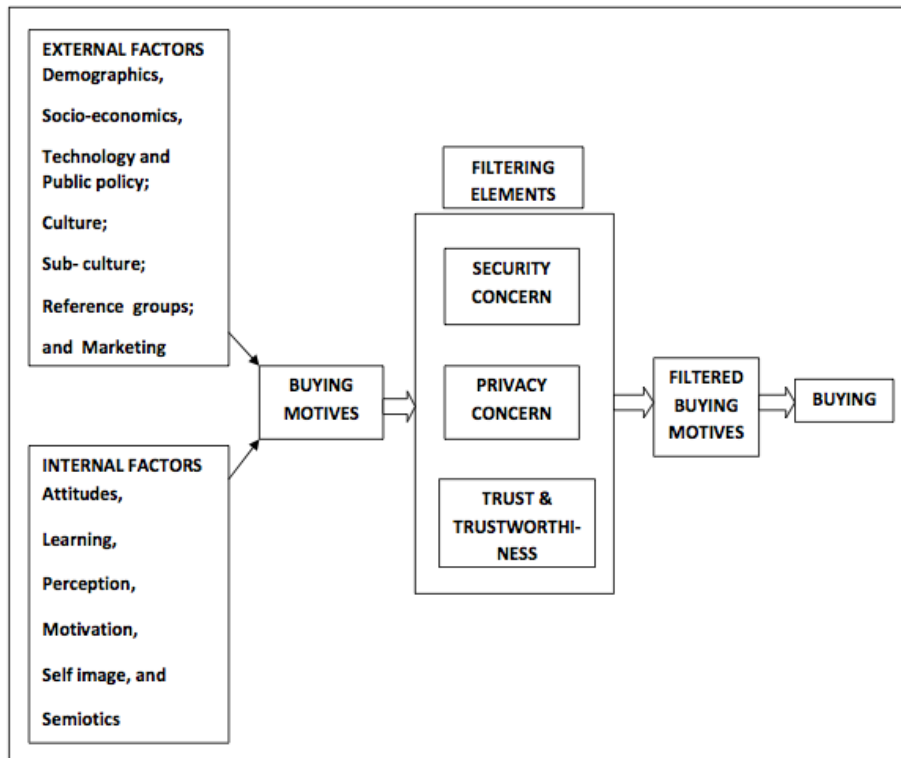 EXTERNAL FACTORS
Demographics,
Socio-economics,
Technology and
Public policy;
Culture;
Sub- culture;
Reference groups;
and Marketing
INTERNAL FACTORS
Attitudes,
Learning,
Perception,
Motivation,
Self image, and
Semiotics
BUYING
MOTIVES
FILTERING
ELEMENTS
SECURITY
CONCERN
PRIVACY
CONCERN
TRUST &
TRUSTWORTHI-
NESS
FILTERED
BUYING
MOTIVES
BUYING